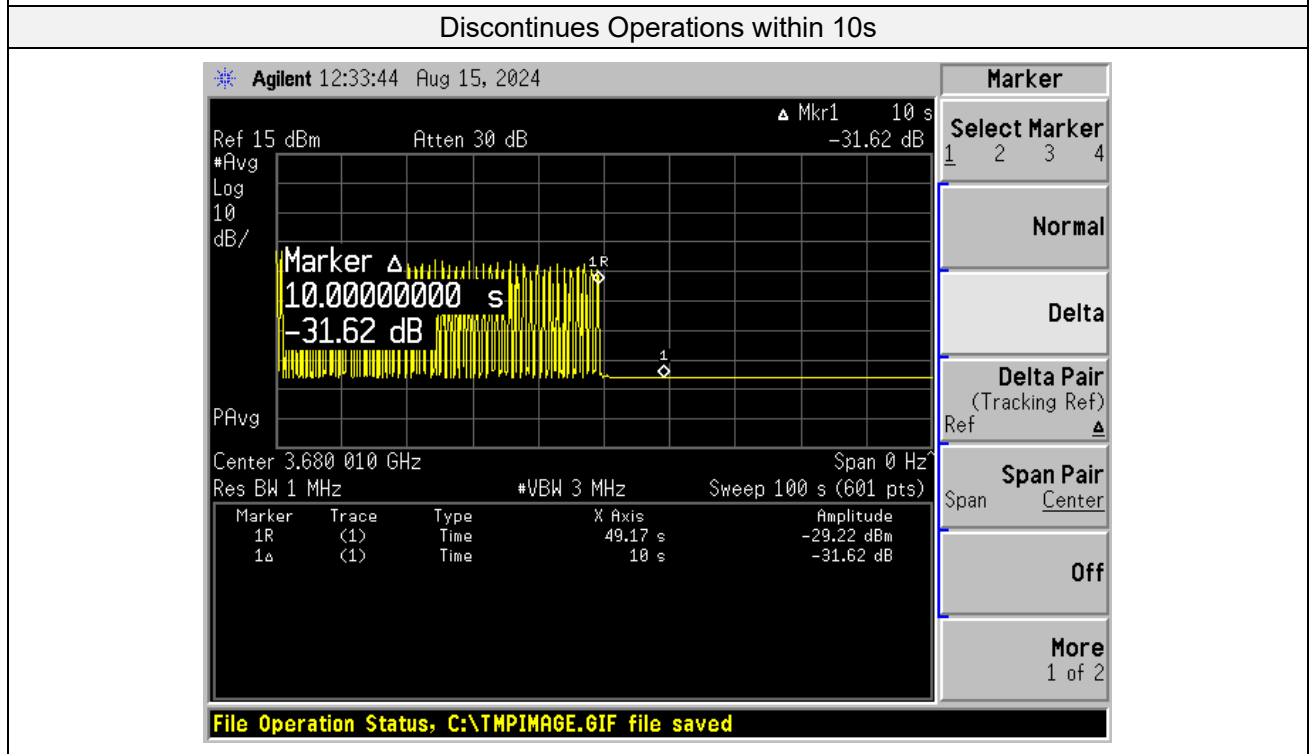 Discontinues Operations within 10s
Agilent 12:33:44 Aug 15, 2024
Marker
Δ Mkr1 10 s
Ref 15 dBm Atten 30 dB -31.62 dB
#Avg
Log
10
dB/
Marker Δ
10.00000000 s
-31.62 dB
1R
1
PAvg
Center 3.680 010 GHz Span 0 Hz^
Res BW 1 MHz #VBW 3 MHz Sweep 100 s (601 pts)
Marker Trace Type X Axis Amplitude
1R (1) Time 49.17 s -29.22 dBm
1Δ (1) Time 10 s -31.62 dB
Select Marker
1 2 3 4
Normal
Delta
Delta Pair
(Tracking Ref)
Ref Δ
Span Pair
Span Center
Off
More
1 of 2
File Operation Status, C:\TMPIMAGE.GIF file saved